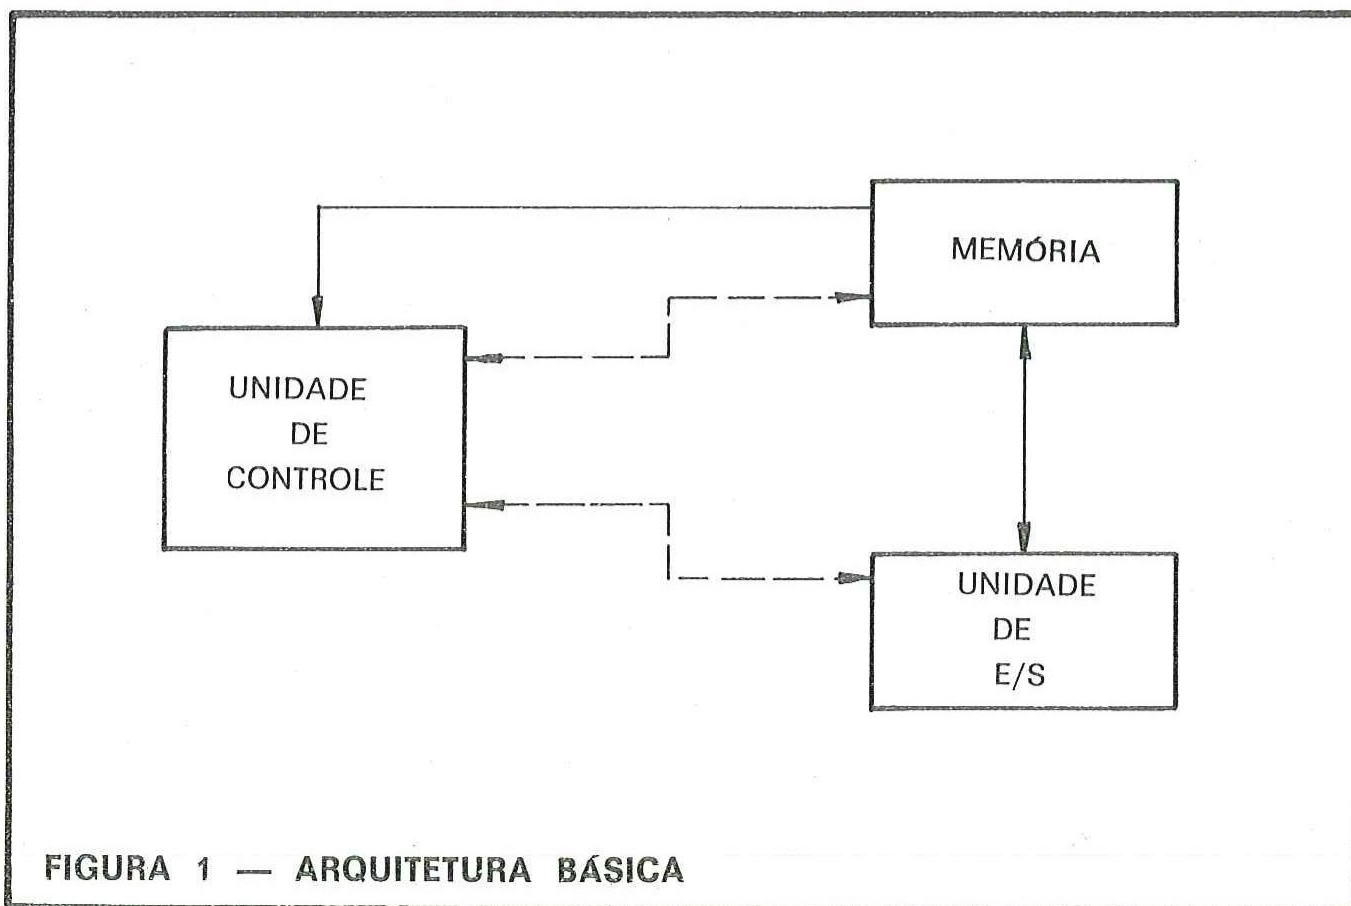 MEMÓRIA
UNIDADE
DE
CONTROLE
UNIDADE
DE
E/S
FIGURA 1 — ARQUITETURA BÁSICA